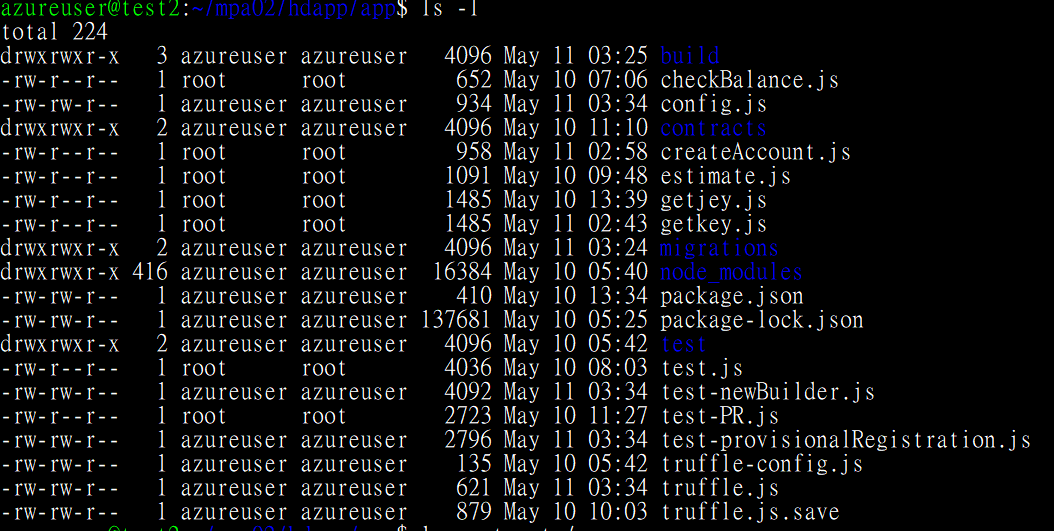 azureuser@test2:~/mpa02/hdapp/app$ ls -l
total 224
drwxrwxr-x 3 azureuser azureuser 4096 May 11 03:25 build
-rw-r--r-- 1 root root 652 May 10 07:06 checkBalance.js
-rw-rw-r-- 1 azureuser azureuser 934 May 11 03:34 config.js
drwxrwxr-x 2 azureuser azureuser 4096 May 10 11:10 contracts
-rw-r--r-- 1 root root 958 May 11 02:58 createAccount.js
-rw-r--r-- 1 root root 1091 May 10 09:48 estimate.js
-rw-r--r-- 1 root root 1485 May 10 13:39 getjey.js
-rw-r--r-- 1 root root 1485 May 11 02:43 getkey.js
drwxrwxr-x 2 azureuser azureuser 4096 May 11 03:24 migrations
drwxrwxr-x 416 azureuser azureuser 16384 May 10 05:40 node_modules
-rw-rw-r-- 1 azureuser azureuser 410 May 10 13:34 package.json
-rw-rw-r-- 1 azureuser azureuser 137681 May 10 05:25 package-lock.json
drwxrwxr-x 2 azureuser azureuser 4096 May 10 05:42 test
-rw-r--r-- 1 root root 4036 May 10 08:03 test.js
-rw-rw-r-- 1 azureuser azureuser 4092 May 11 03:34 test-newBuilder.js
-rw-r--r-- 1 root root 2723 May 10 11:27 test-PR.js
-rw-rw-r-- 1 azureuser azureuser 2796 May 11 03:34 test-provisionalRegistration.js
-rw-rw-r-- 1 azureuser azureuser 135 May 10 05:42 truffle-config.js
-rw-rw-r-- 1 azureuser azureuser 621 May 11 03:34 truffle.js
-rw-rw-r-- 1 azureuser azureuser 879 May 10 10:03 truffle.js.save